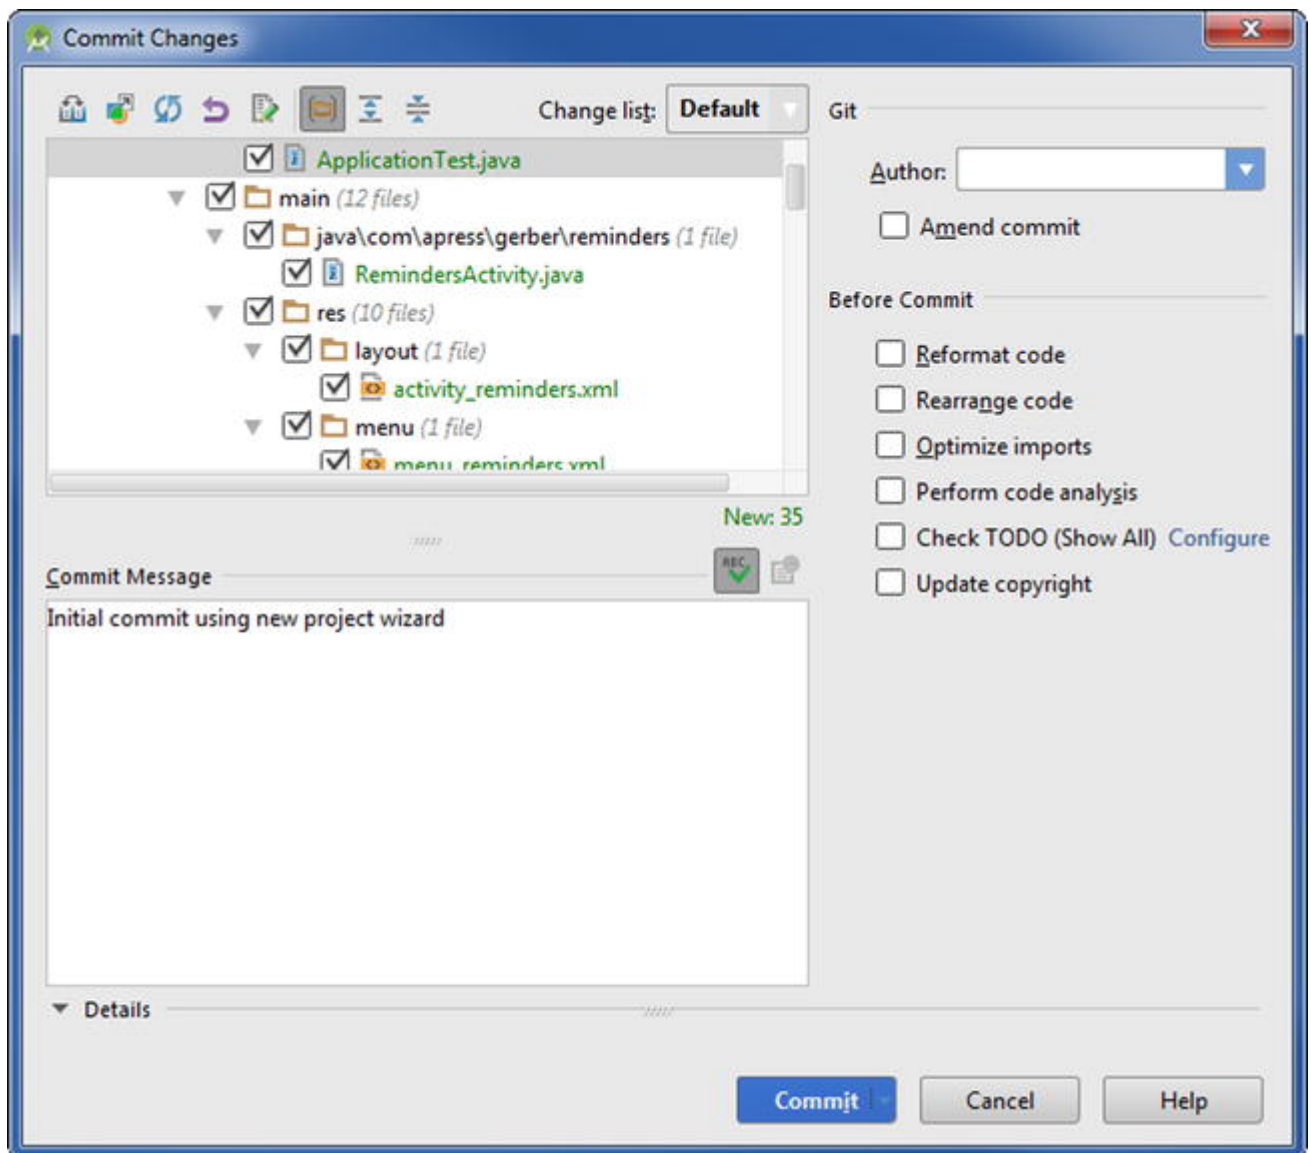 Commit Changes
Change list: Default
ApplicationTest.java
main (12 files)
java\com\apress\gerber\reminders (1 file)
RemindersActivity.java
res (10 files)
layout (1 file)
activity_reminders.xml
menu (1 file)
menu_reminders.xml
New: 35
Commit Message
ABC
Initial commit using new project wizard
Git
Author:
Amend commit
Before Commit
Reformat code
Rearrange code
Optimize imports
Perform code analysis
Check TODO (Show All) Configure
Update copyright
Details
Commit
Cancel
Help